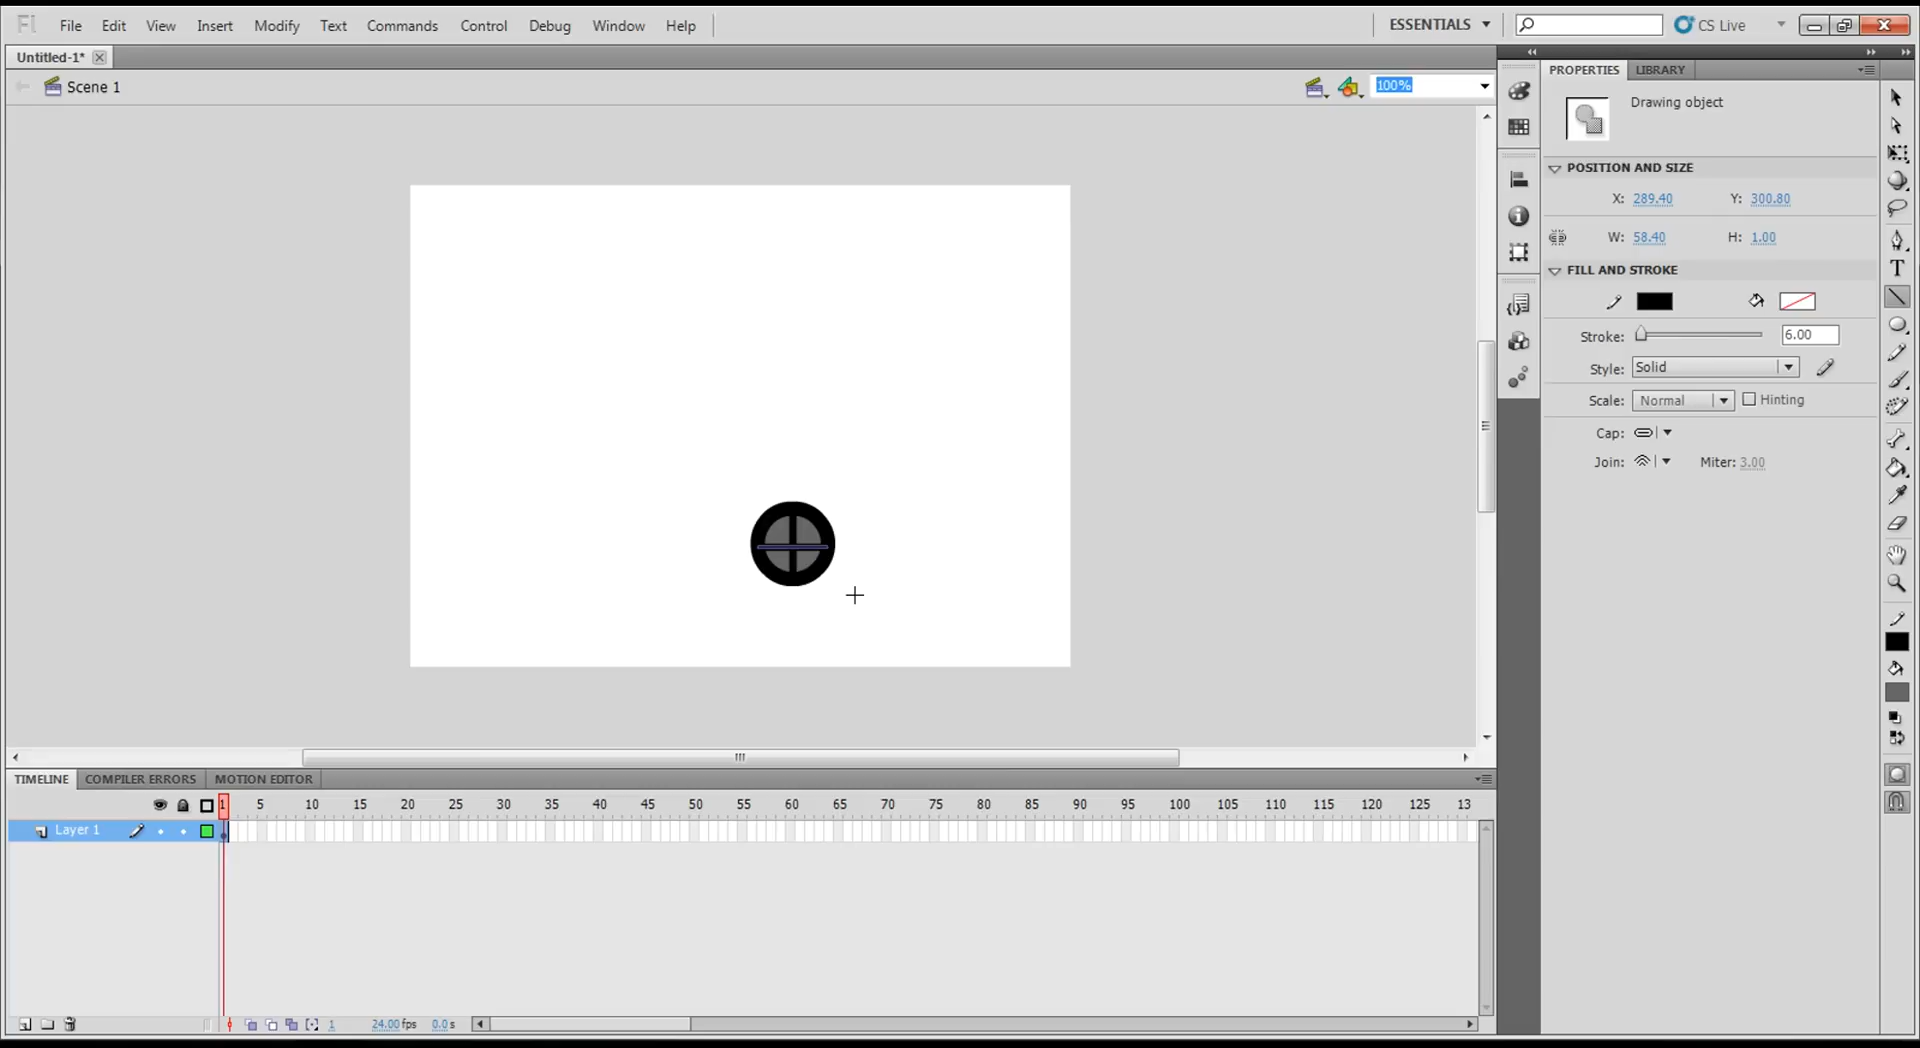 Fl File Edit View Insert Modify Text Commands Control Debug Window Help ESSENTIALS CS Live
Untitled-1*
Scene 1 100%
PROPERTIES LIBRARY
Drawing object
POSITION AND SIZE
X: 289.40 Y: 300.80
W: 58.40 H: 1.00
FILL AND STROKE
Stroke: 6.00
Style: Solid
Scale: Normal Hinting
Cap:
Join: Miter: 3.00
T
TIMELINE COMPILER ERRORS MOTION EDITOR
1 5 10 15 20 25 30 35 40 45 50 55 60 65 70 75 80 85 90 95 100 105 110 115 120 125 13
Layer 1
1 24.00 fps 0.0 s